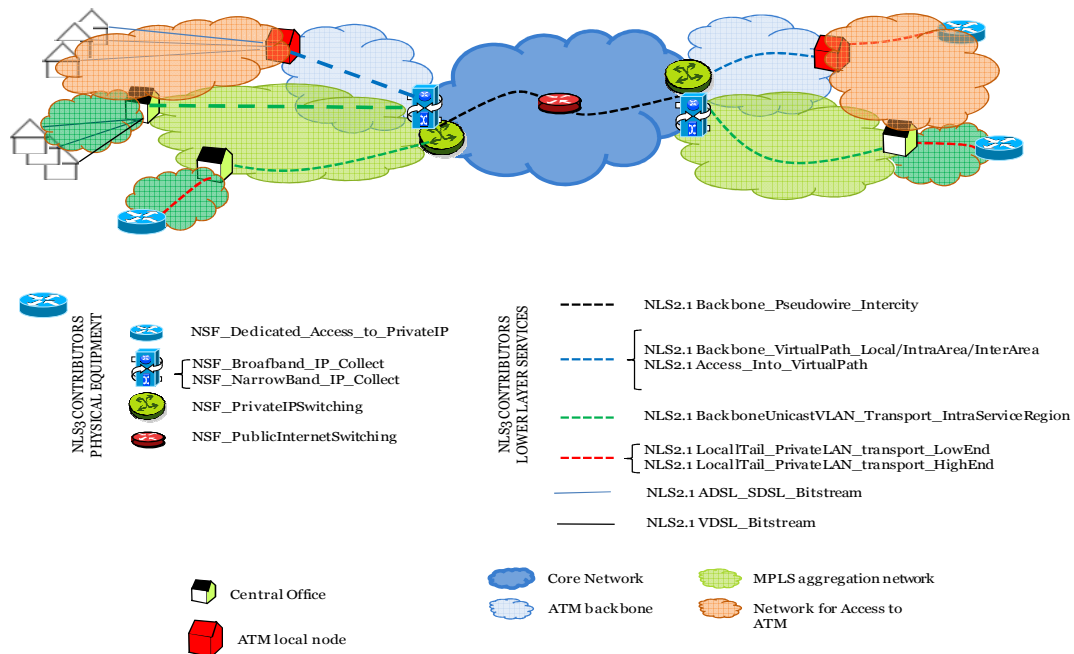 NLS3 CONTRIBUTORS
PHYSICAL EQUIPMENT
NSF_Dedicated_Access_to_PrivateIP
NSF_Broafband_IP_Collect
NSF_NarrowBand_IP_Collect
NSF_PrivateIPSwitching
NSF_PublicInternetSwitching
NLS3 CONTRIBUTORS
LOWER LAYER SERVICES
NLS2.1 Backbone_Pseudowire_Intercity
NLS2.1 Backbone_VirtualPath_Local/IntraArea/InterArea
NLS2.1 Access_Into_VirtualPath
NLS2.1 BackboneUnicastVLAN_Transport_IntraServiceRegion
NLS2.1 LocalTail_PrivateLAN_transport_LowEnd
NLS2.1 LocalTail_PrivateLAN_transport_HighEnd
NLS2.1 ADSL_SDSL_Bitstream
NLS2.1 VDSL_Bitstream
Central Office
ATM local node
Core Network
ATM backbone
MPLS aggregation network
Network for Access to
ATM